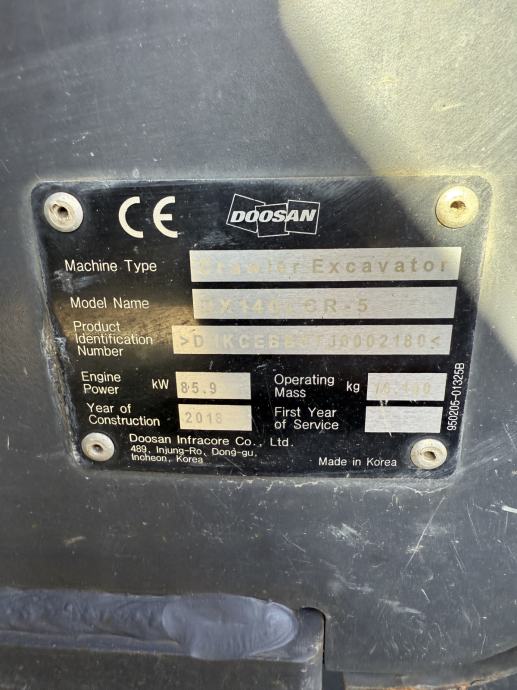 CE DOOSAN
Machine Type Crawler Excavator
Model Name CR-5
Product
Identification
Number
Engine
Power kW 85.9
Operating
Mass kg
Year of
Construction 2018
First Year
of Service
Doosan Infracore Co., Ltd.
489, Injung-Ro, Dong-gu,
Incheon, Korea
Made in Korea
950205-01325B